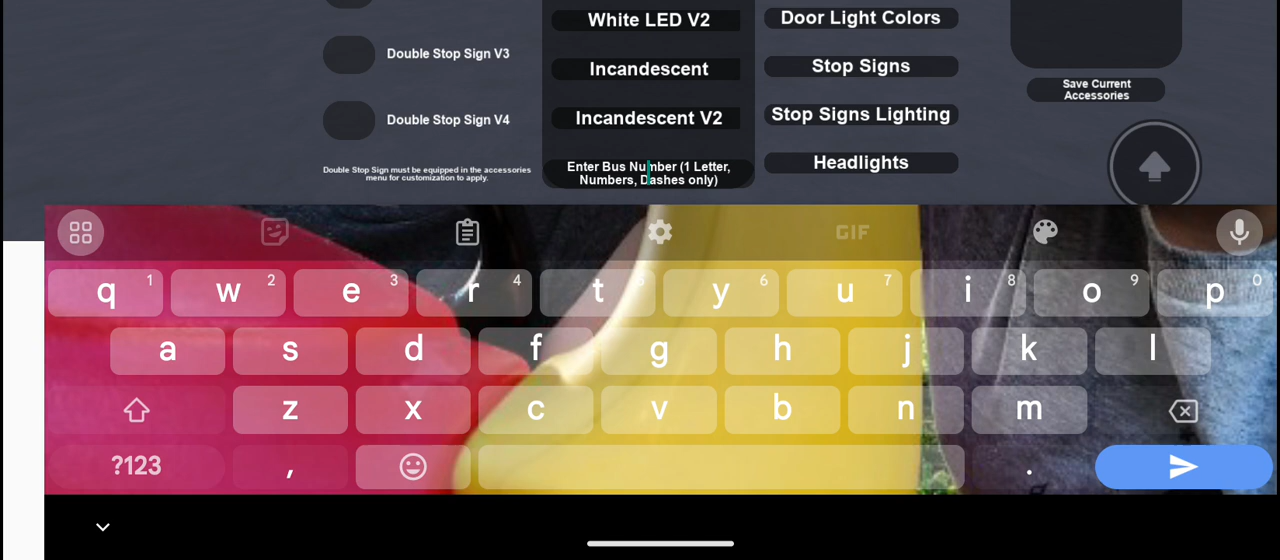 White LED V2
Door Light Colors
Double Stop Sign V3
Incandescent
Stop Signs
Save Current
Accessories
Double Stop Sign V4
Incandescent V2
Stop Signs Lighting
Double Stop Sign must be equipped in the accessories
menu for customization to apply.
Enter Bus Number (1 Letter,
Numbers, Dashes only)
Headlights
GIF
q 1 w 2 e 3 r 4 t 5 y 6 u 7 i 8 o 9 p 0
a s d f g h j k l
z x c v b n m
?123 , .